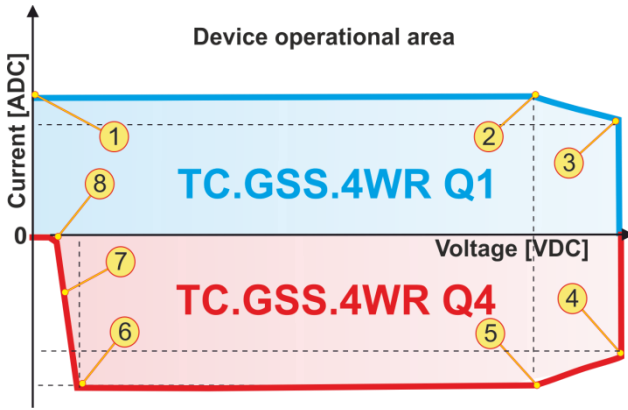 Device operational area
Current [ADC]
1
2
3
8
TC.GSS.4WR Q1
0
Voltage [VDC]
7
TC.GSS.4WR Q4
4
6
5